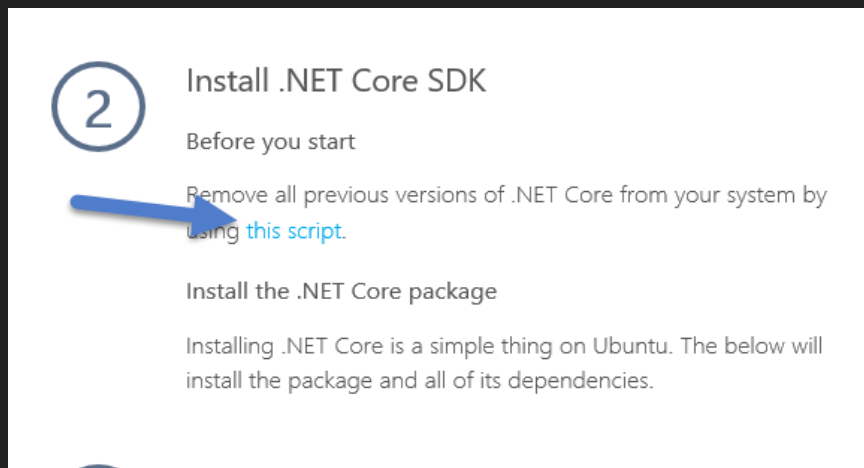 2
Install .NET Core SDK
Before you start
Remove all previous versions of .NET Core from your system by
using this script.
Install the .NET Core package
Installing .NET Core is a simple thing on Ubuntu. The below will
install the package and all of its dependencies.